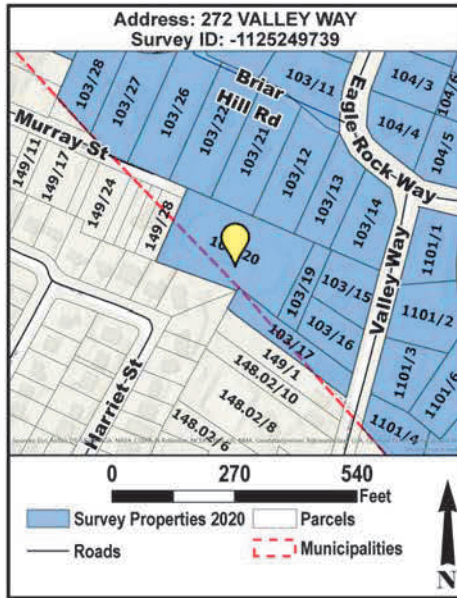 Address: 272 VALLEY WAY
Survey ID: -1125249739
103/28
103/27
103/26
103/22
103/21
Briar
Hill Rd
103/11
103/12
103/13
103/14
Eagle Rock Way
104/3
104/6
104/4
104/5
Murray St
149/11
149/17
149/24
149/28
103/19
103/15
103/16
103/17
Valley Way
1101/1
1101/2
1101/3
1101/6
1101/4
149/1
148.02/10
148.02/8
148.02/6
Harriet St
0 270 540
Feet
Survey Properties 2020
Parcels
Roads
Municipalities
N